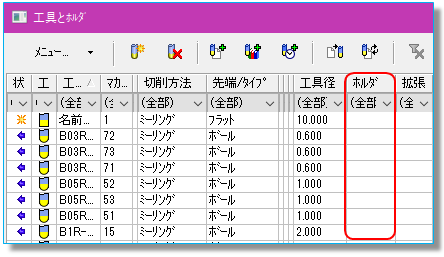 工具とホルダ
メニュー...
状 工 工... マカ... 切削方法 先端/タイプ 工具径 ホルダ 拡張
(全部) (全部) (全部)
名前... 1 ミーリング フラット 10.000
B03R... 72 ミーリング ボール 0.600
B03R... 73 ミーリング ボール 0.600
B03R... 71 ミーリング ボール 0.600
B05R... 52 ミーリング ボール 1.000
B05R... 53 ミーリング ボール 1.000
B05R... 51 ミーリング ボール 1.000
B1R-... 15 ミーリング ボール 2.000